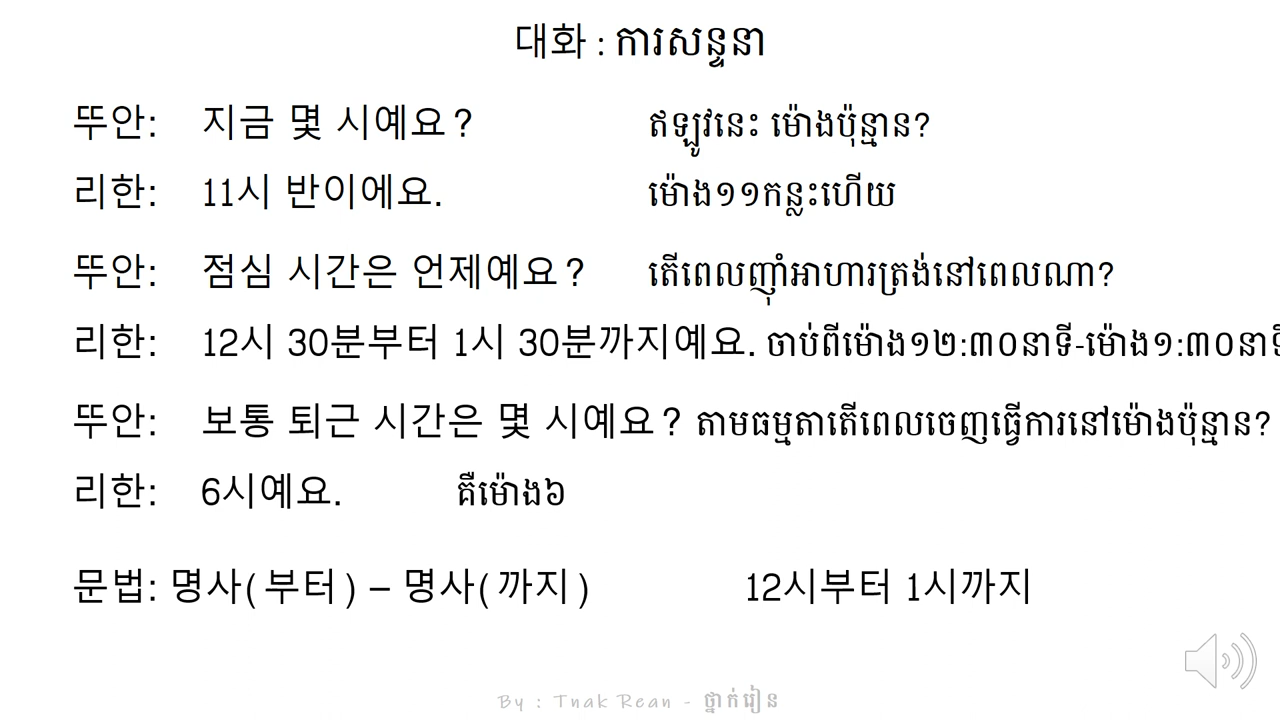 대화 : ការសន្ទនា
뚜안: 지금 몇 시예요? ឥឡូវនេះ ម៉ោងប៉ុន្មាន?
리한: 11시 반이에요. ម៉ោង១១កន្លះហើយ
뚜안: 점심 시간은 언제예요? តើពេលញ៉ាំអាហារត្រង់នៅពេលណា?
리한: 12시 30분부터 1시 30분까지예요. ចាប់ពីម៉ោង១២:៣០នាទី-ម៉ោង១:៣០នាទី
뚜안: 보통 퇴근 시간은 몇 시예요? តាមធម្មតាតើពេលចេញធ្វើការនៅម៉ោងប៉ុន្មាន?
리한: 6시예요. គឺម៉ោង៦
문법: 명사(부터) – 명사(까지) 12시부터 1시까지
By : Tnak Rean - ថ្នាក់រៀន